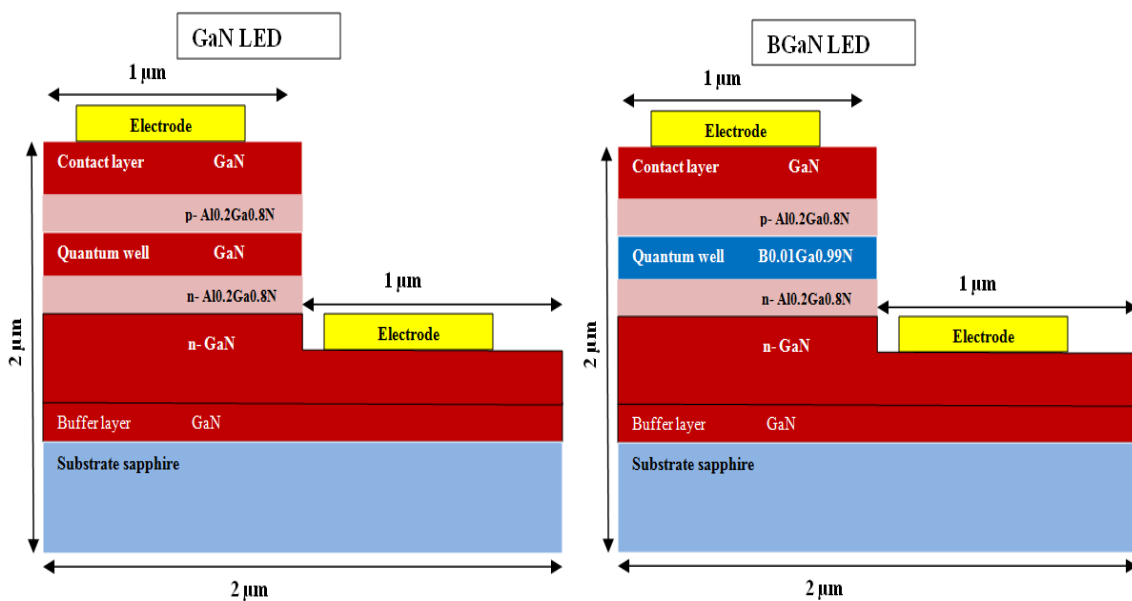 GaN LED
1 µm
Electrode
Contact layer GaN
p- Al0.2Ga0.8N
Quantum well GaN
n- Al0.2Ga0.8N
1 µm
n- GaN
Electrode
Buffer layer GaN
Substrate sapphire
2 µm
2 µm
BGaN LED
1 µm
Electrode
Contact layer GaN
p- Al0.2Ga0.8N
Quantum well B0.01Ga0.99N
n- Al0.2Ga0.8N
1 µm
n- GaN
Electrode
Buffer layer GaN
Substrate sapphire
2 µm
2 µm